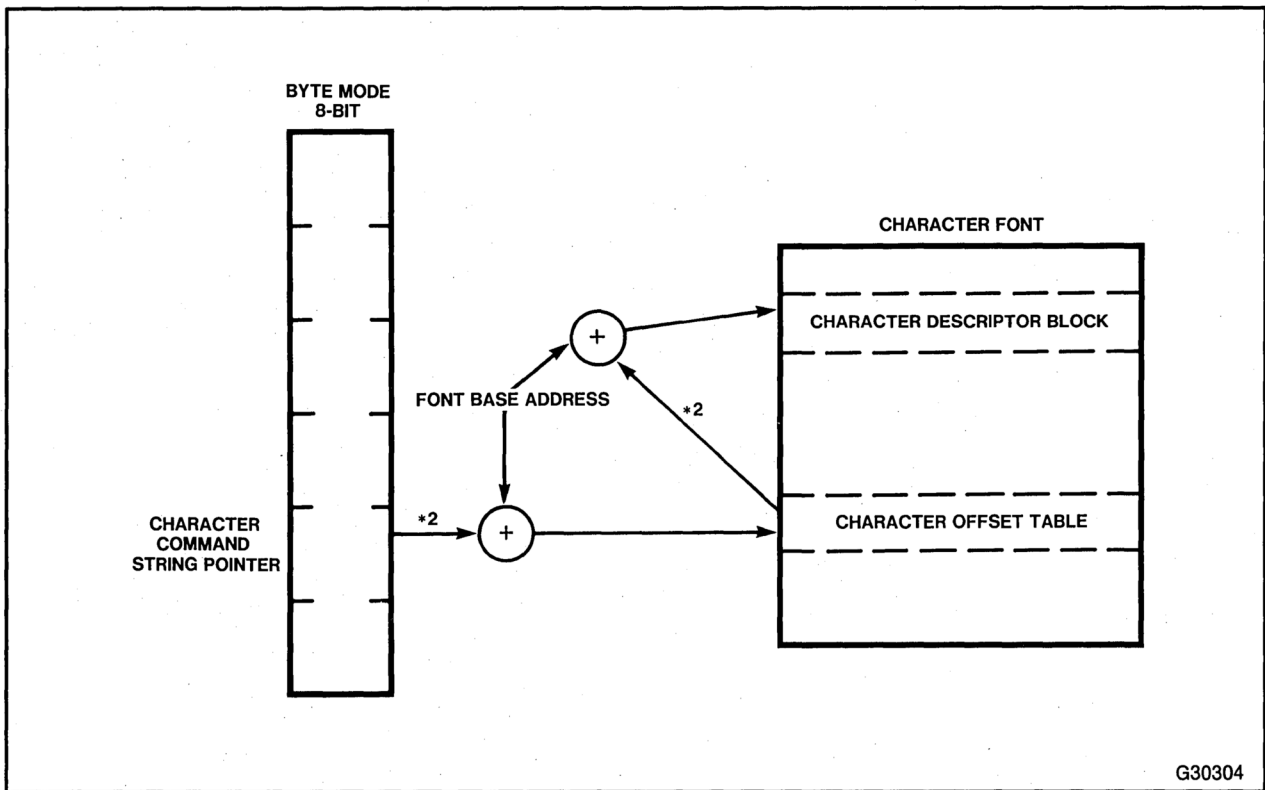 BYTE MODE
8-BIT
CHARACTER FONT
CHARACTER DESCRIPTOR BLOCK
+
FONT BASE ADDRESS
*2
CHARACTER OFFSET TABLE
*2
+
CHARACTER
COMMAND
STRING POINTER
G30304